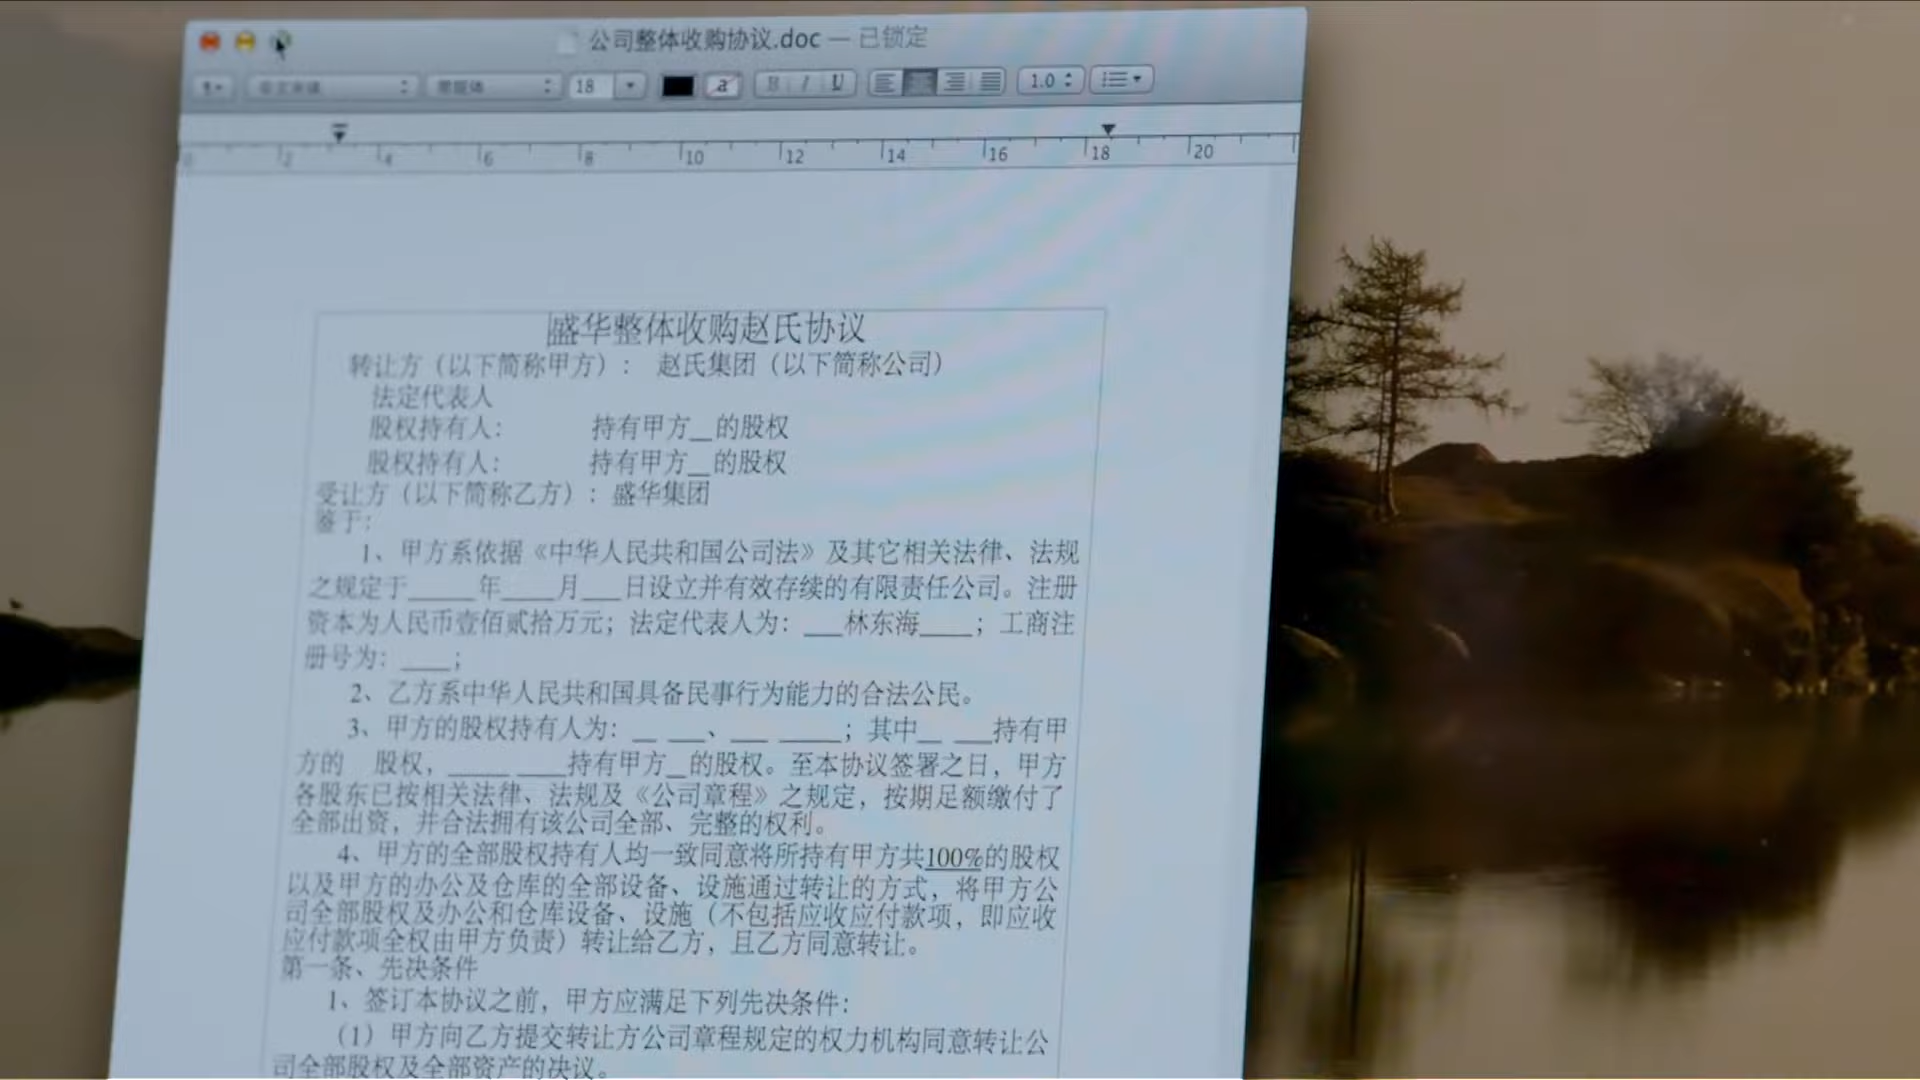 公司整体收购协议.doc — 已锁定
18 a B I U 1.0
0 2 4 6 8 10 12 14 16 18 20
盛华整体收购赵氏协议
转让方（以下简称甲方）： 赵氏集团（以下简称公司）
法定代表人
股权持有人： 持有甲方__的股权
股权持有人： 持有甲方__的股权
受让方（以下简称乙方）：盛华集团
鉴于：
1、甲方系依据《中华人民共和国公司法》及其它相关法律、法规
之规定于_____年____月___日设立并有效存续的有限责任公司。注册
资本为人民币壹佰贰拾万元；法定代表人为：___林东海____；工商注
册号为：____；
2、乙方系中华人民共和国具备民事行为能力的合法公民。
3、甲方的股权持有人为：__ ___、___ _____；其中__ ___持有甲
方的 股权，_____ ____持有甲方_的股权。至本协议签署之日，甲方
各股东已按相关法律、法规及《公司章程》之规定，按期足额缴付了
全部出资，并合法拥有该公司全部、完整的权利。
4、甲方的全部股权持有人均一致同意将所持有甲方共100%的股权
以及甲方的办公及仓库的全部设备、设施通过转让的方式，将甲方公
司全部股权及办公和仓库设备、设施（不包括应收应付款项，即应收
应付款项全权由甲方负责）转让给乙方，且乙方同意转让。
第一条、先决条件
1、签订本协议之前，甲方应满足下列先决条件：
（1）甲方向乙方提交转让方公司章程规定的权力机构同意转让公
司全部股权及全部资产的决议。